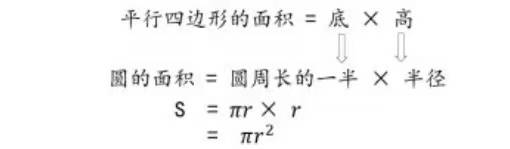 平行四边形的面积 = 底 × 高
圆的面积 = 圆周长的一半 × 半径
S = πr × r
= πr²